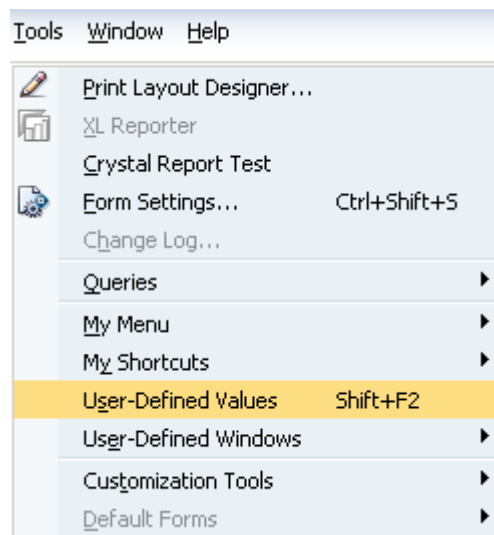 Tools Window Help
Print Layout Designer...
XL Reporter
Crystal Report Test
Form Settings... Ctrl+Shift+S
Change Log...
Queries
My Menu
My Shortcuts
User-Defined Values Shift+F2
User-Defined Windows
Customization Tools
Default Forms